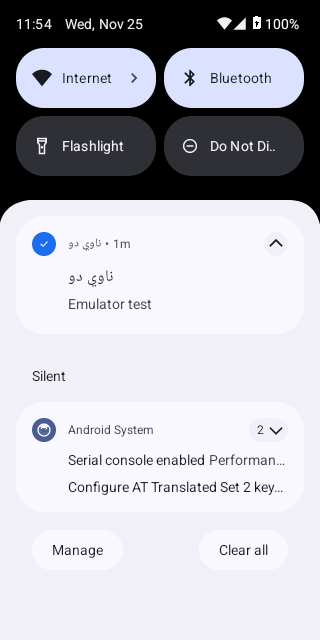 11:54 Wed, Nov 25 100%
Internet
Bluetooth
Flashlight
Do Not Di..
ناوي دو • 1m
ناوي دو
Emulator test
Silent
Android System 2
Serial console enabled Performan...
Configure AT Translated Set 2 key...
Manage
Clear all